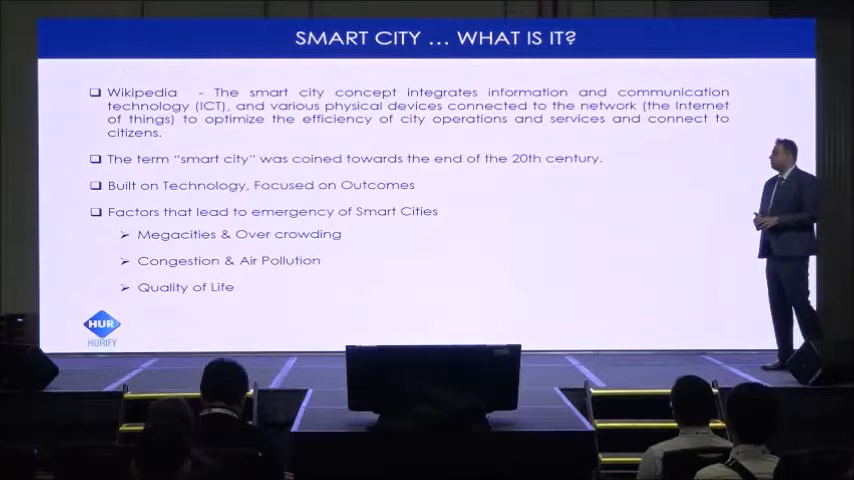 SMART CITY ... WHAT IS IT?
Wikipedia - The smart city concept integrates information and communication
technology (ICT), and various physical devices connected to the network (the Internet
of things) to optimize the efficiency of city operations and services and connect to
citizens.
The term "smart city" was coined towards the end of the 20th century.
Built on Technology, Focused on Outcomes
Factors that lead to emergency of Smart Cities
Megacities & Over crowding
Congestion & Air Pollution
Quality of Life
HUR
HURIFY